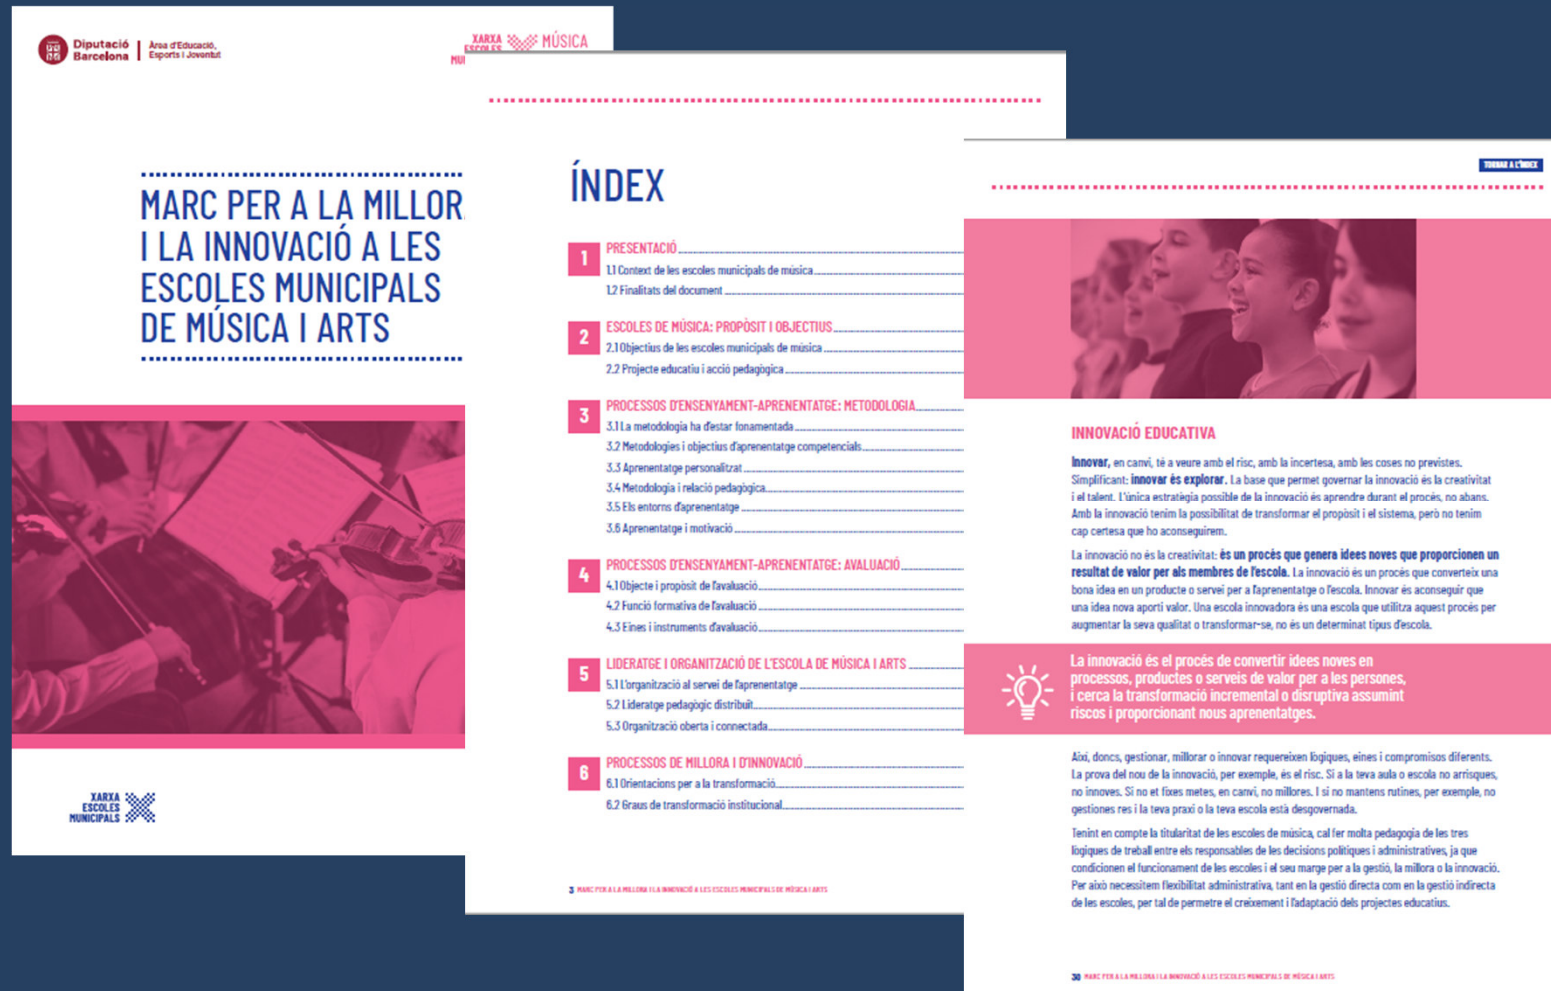 Diputació
Barcelona
Àrea d'Educació,
Esports i Joventut
XARXA
ESCOLES
MÚSICA
MARC PER A LA MILLOR
I LA INNOVACIÓ A LES
ESCOLES MUNICIPALS
DE MÚSICA I ARTS
XARXA
ESCOLES
MUNICIPALS
ÍNDEX
1 PRESENTACIÓ
1.1 Context de les escoles municipals de música
1.2 Finalitats del document
2 ESCOLES DE MÚSICA: PROPÒSIT I OBJECTIUS
2.1 Objectius de les escoles municipals de música
2.2 Projecte educatiu i acció pedagògica
3 PROCESSOS D'ENSENYAMENT-APRENENTATGE: METODOLOGIA
3.1 La metodologia ha d'estar fonamentada
3.2 Metodologies i objectius d'aprenentatge competencials
3.3 Aprenentatge personalitzat
3.4 Metodologia i relació pedagògica
3.5 Els entorns d'aprenentatge
3.6 Aprenentatge i motivació
4 PROCESSOS D'ENSENYAMENT-APRENENTATGE: AVALUACIÓ
4.1 Objecte i propòsit de l'avaluació
4.2 Funció formativa de l'avaluació
4.3 Eines i instruments d'avaluació
5 LIDERATGE I ORGANITZACIÓ DE L'ESCOLA DE MÚSICA I ARTS
5.1 L'organització al servei de l'aprenentatge
5.2 Lideratge pedagògic distribuït
5.3 Organització oberta i connectada
6 PROCESSOS DE MILLORA I D'INNOVACIÓ
6.1 Orientacions per a la transformació
6.2 Graus de transformació institucional
3 MARC PER A LA MILLORA I LA INNOVACIÓ A LES ESCOLES MUNICIPALS DE MÚSICA I ARTS
TORNAR A L'ÍNDEX
INNOVACIÓ EDUCATIVA
Innovar, en canvi, té a veure amb el risc, amb la incertesa, amb les coses no previstes.
Simplificant: innovar és explorar. La base que permet governar la innovació és la creativitat
i el talent. L'única estratègia possible de la innovació és aprendre durant el procés, no abans.
Amb la innovació tenim la possibilitat de transformar el propòsit i el sistema, però no tenim
cap certesa que ho aconseguirem.
La innovació no és la creativitat: és un procés que genera idees noves que proporcionen un
resultat de valor per als membres de l'escola. La innovació és un procés que converteix una
bona idea en un producte o servei per a l'aprenentatge o l'escola. Innovar és aconseguir que
una idea nova aporti valor. Una escola innovadora és una escola que utilitza aquest procés per
augmentar la seva qualitat o transformar-se, no és un determinat tipus d'escola.
La innovació és el procés de convertir idees noves en
processos, productes o serveis de valor per a les persones,
i cerca la transformació incremental o disruptiva assumint
riscos i proporcionant nous aprenentatges.
Així, doncs, gestionar, millorar o innovar requereixen lògiques, eines i compromisos diferents.
La prova del nou de la innovació, per exemple, és el risc. Si a la teva aula o escola no arrisques,
no innoves. Si no et fixes metes, en canvi, no millores. I si no mantens rutines, per exemple, no
gestiones res i la teva praxi o la teva escola està desgovernada.
Tenint en compte la titularitat de les escoles de música, cal fer molta pedagogia de les tres
lògiques de treball entre els responsables de les decisions polítiques i administratives, ja que
condicionen el funcionament de les escoles i el seu marge per a la gestió, la millora o la innovació.
Per això necessitem flexibilitat administrativa, tant en la gestió directa com en la gestió indirecta
de les escoles, per tal de permetre el creixement i l'adaptació dels projectes educatius.
30 MARC PER A LA MILLORA I LA INNOVACIÓ A LES ESCOLES MUNICIPALS DE MÚSICA I ARTS